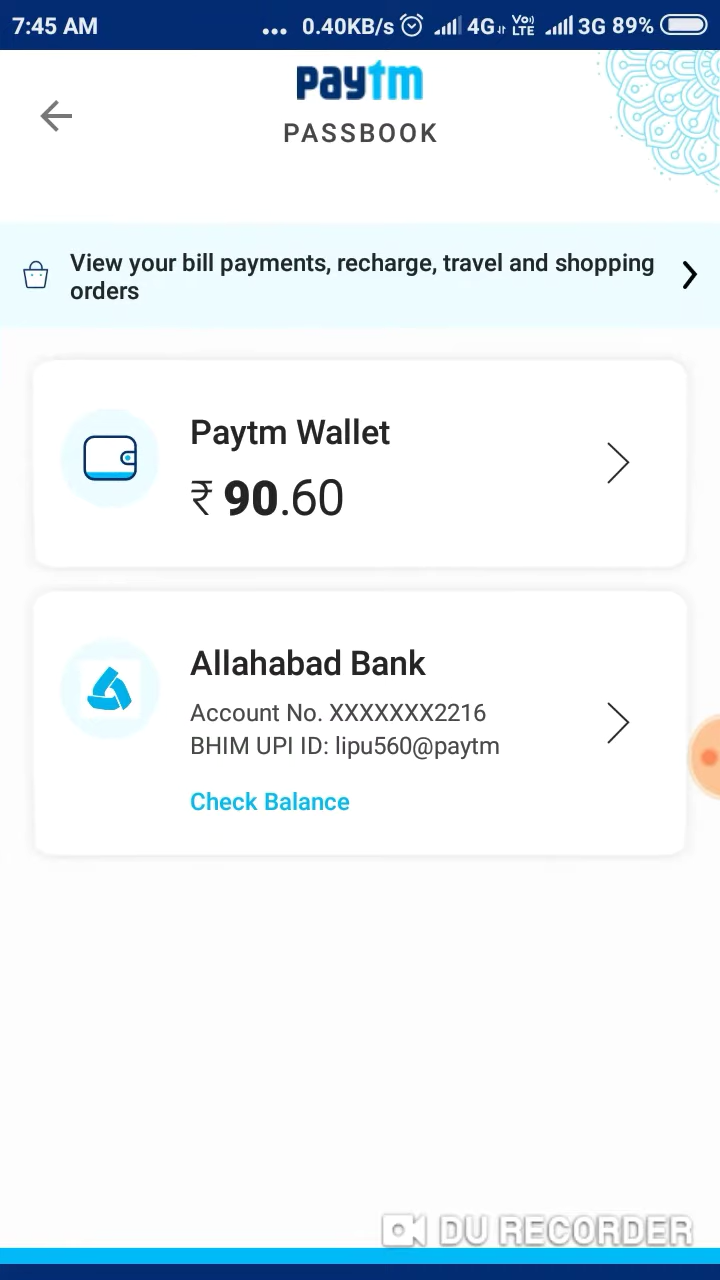 7:45 AM ... 0.40KB/s 4G VoLTE 3G 89%
paytm
PASSBOOK
View your bill payments, recharge, travel and shopping
orders
Paytm Wallet
₹ 90.60
Allahabad Bank
Account No. XXXXXXX2216
BHIM UPI ID: lipu560@paytm
Check Balance
DU RECORDER